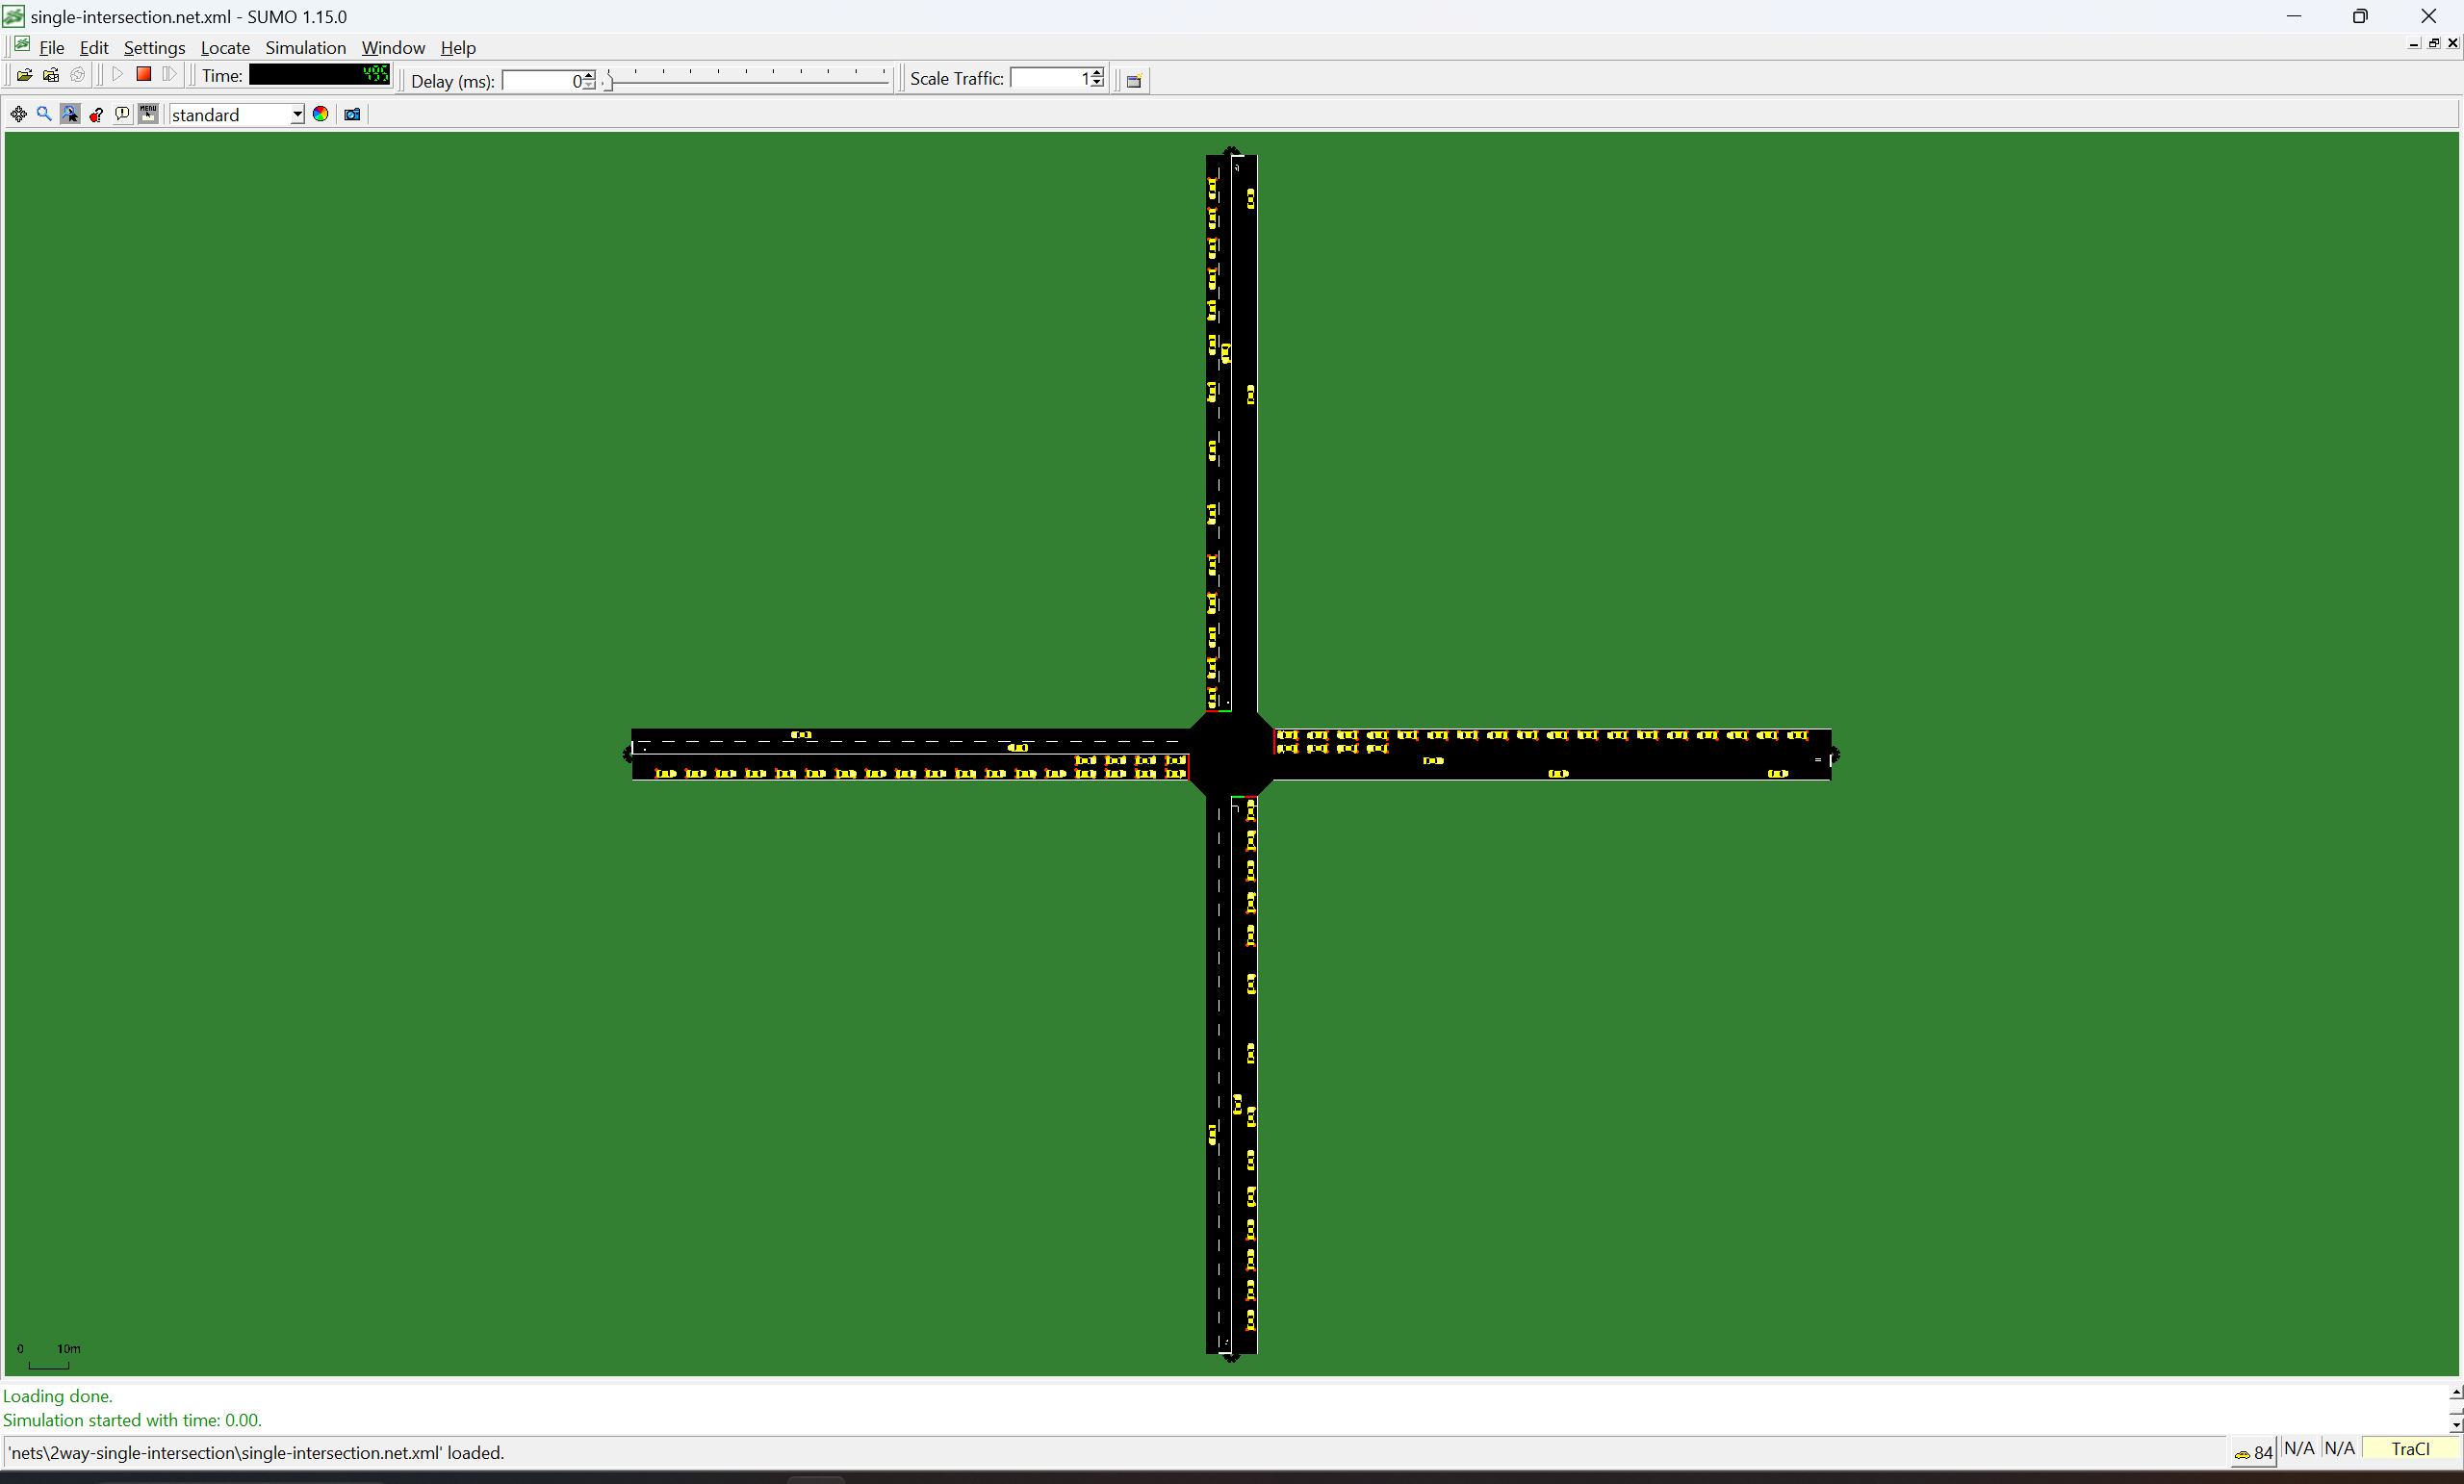 single-intersection.net.xml - SUMO 1.15.0
File Edit Settings Locate Simulation Window Help
Time: 495 Delay (ms): 0 Scale Traffic: 1
MENU standard
0 10m
Loading done.
Simulation started with time: 0.00.
'nets\2way-single-intersection\single-intersection.net.xml' loaded. 84 N/A N/A TraCI